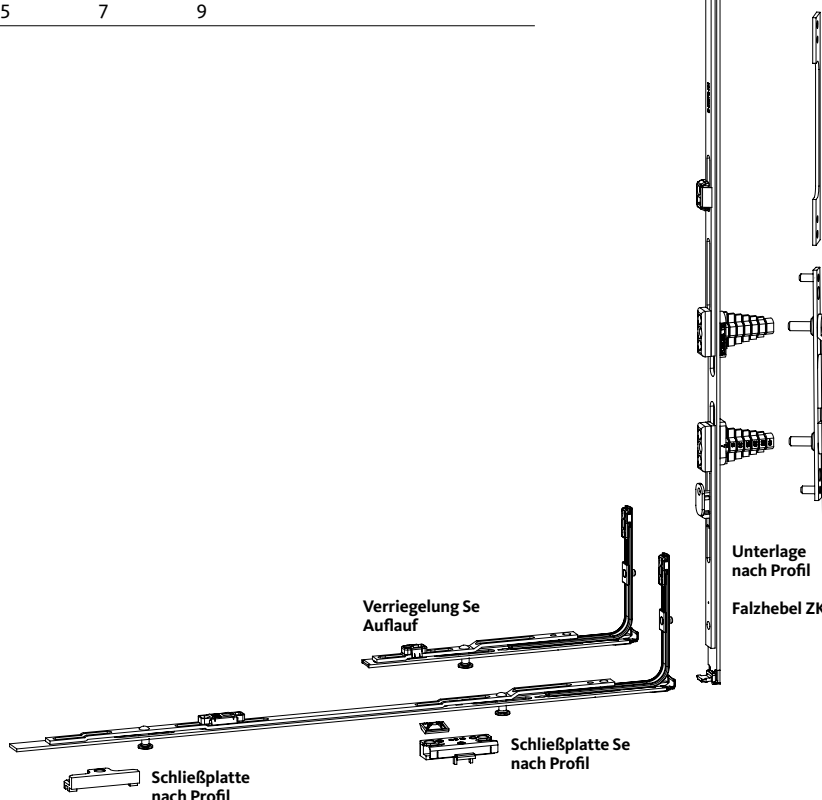 5 7 9
Unterlage
nach Profil
Falzhebel ZK
Verriegelung Se
Auflauf
Schließplatte Se
nach Profil
Schließplatte
nach Profil